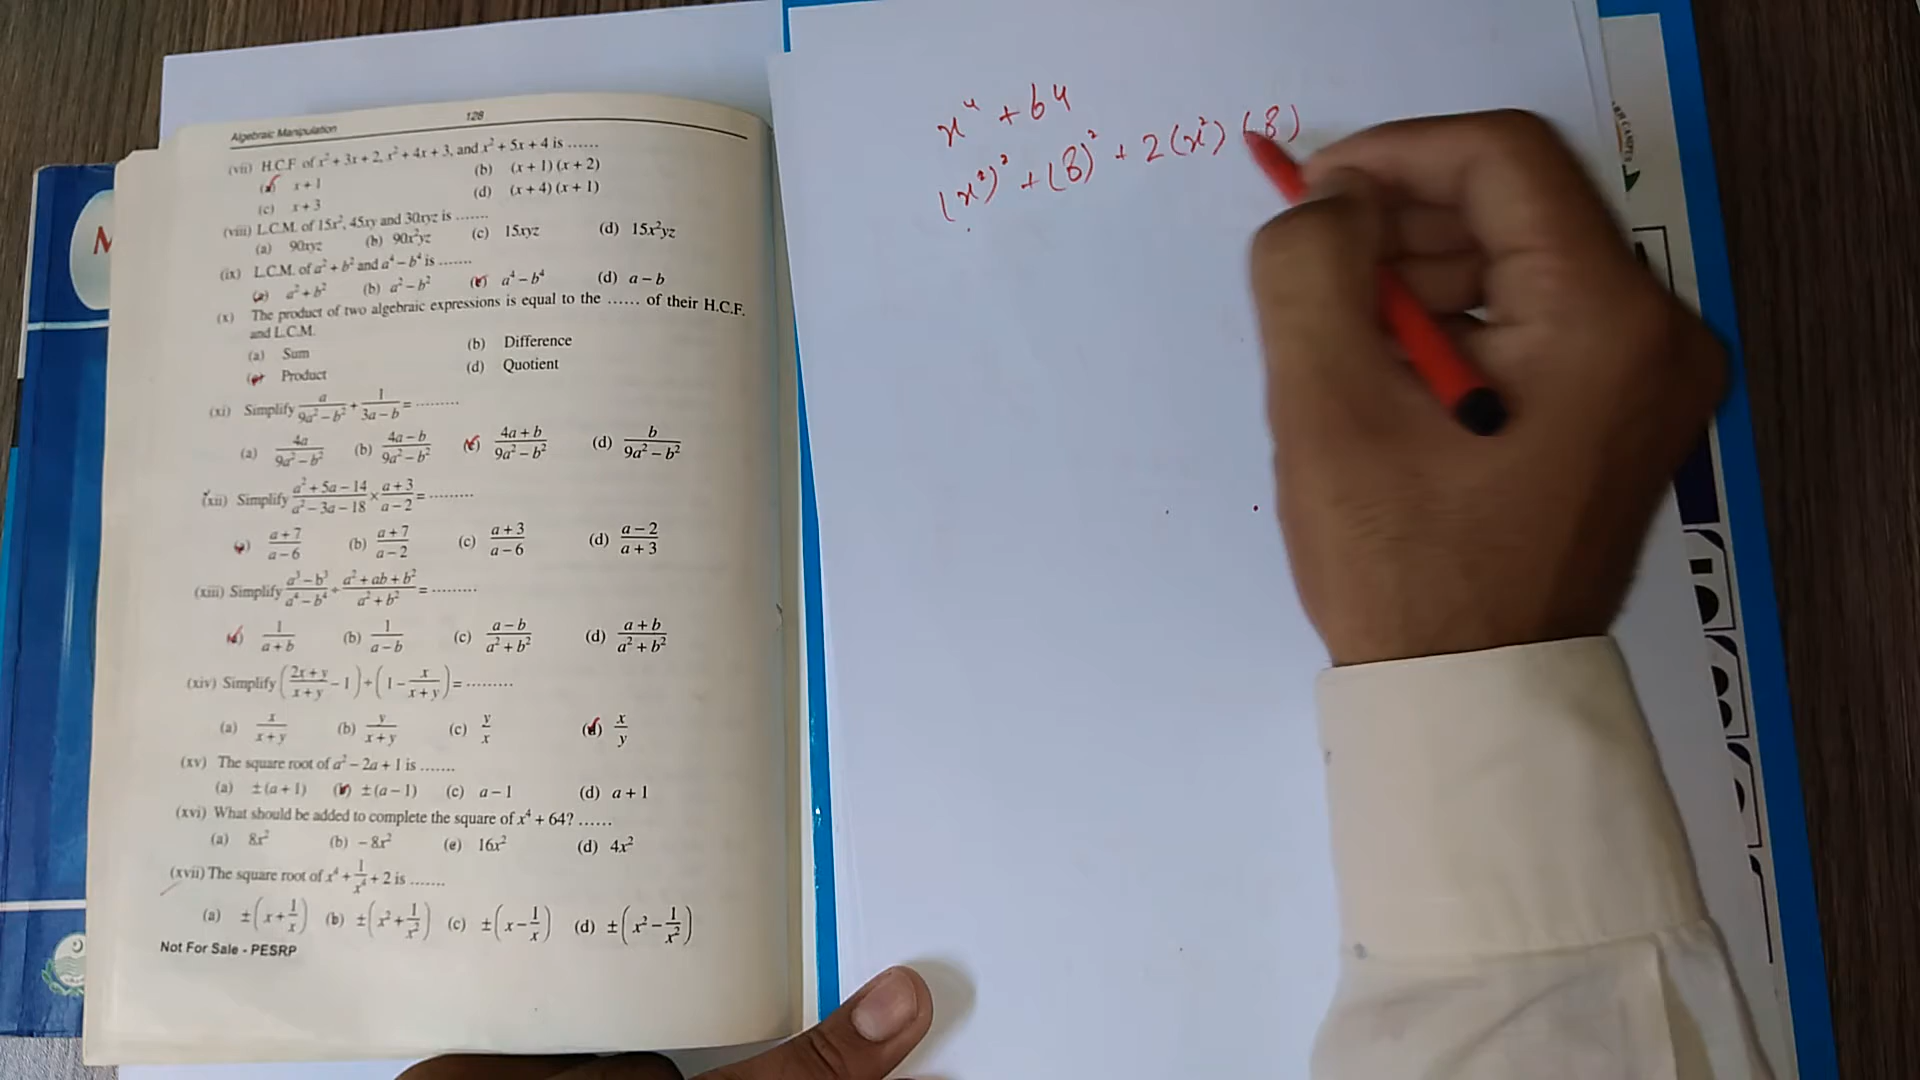 Algebraic Manipulation 128
(vii) H.C.F of x² + 3x + 2, x² + 4x + 3, and x² + 5x + 4 is ......
(a) x + 1 (b) (x + 1) (x + 2)
(c) x + 3 (d) (x + 4) (x + 1)
(viii) L.C.M. of 15x², 45xy and 30xyz is .......
(a) 90xyz (b) 90x²yz (c) 15xyz (d) 15x²yz
(ix) L.C.M. of a² + b² and a⁴ – b⁴ is .......
(a) a² + b² (b) a² – b² (c) a⁴ – b⁴ (d) a – b
(x) The product of two algebraic expressions is equal to the ...... of their H.C.F.
and L.C.M.
(a) Sum (b) Difference
(c) Product (d) Quotient
(xi) Simplify a/(9a² – b²) + 1/(3a – b) = .........
(a) 4a/(9a² – b²) (b) (4a – b)/(9a² – b²) (c) (4a + b)/(9a² – b²) (d) b/(9a² – b²)
(xii) Simplify (a² + 5a – 14)/(a² – 3a – 18) × (a + 3)/(a – 2) = .........
(a) (a + 7)/(a – 6) (b) (a + 7)/(a – 2) (c) (a + 3)/(a – 6) (d) (a – 2)/(a + 3)
(xiii) Simplify (a³ – b³)/(a⁴ – b⁴) ÷ (a² + ab + b²)/(a² + b²) = .........
(a) 1/(a + b) (b) 1/(a – b) (c) (a – b)/(a² + b²) (d) (a + b)/(a² + b²)
(xiv) Simplify ((2x + y)/(x + y) – 1) ÷ (1 – x/(x + y)) = .........
(a) x/(x + y) (b) y/(x + y) (c) y/x (d) x/y
(xv) The square root of a² – 2a + 1 is .......
(a) ± (a + 1) (b) ± (a – 1) (c) a – 1 (d) a + 1
(xvi) What should be added to complete the square of x⁴ + 64? ......
(a) 8x² (b) – 8x² (c) 16x² (d) 4x²
(xvii) The square root of x⁴ + 1/x⁴ + 2 is .......
(a) ±(x + 1/x) (b) ±(x² + 1/x²) (c) ±(x – 1/x) (d) ±(x² – 1/x²)
Not For Sale - PESRP
x⁴ + 64
(x²)² + (8)² + 2(x²)(8)
M